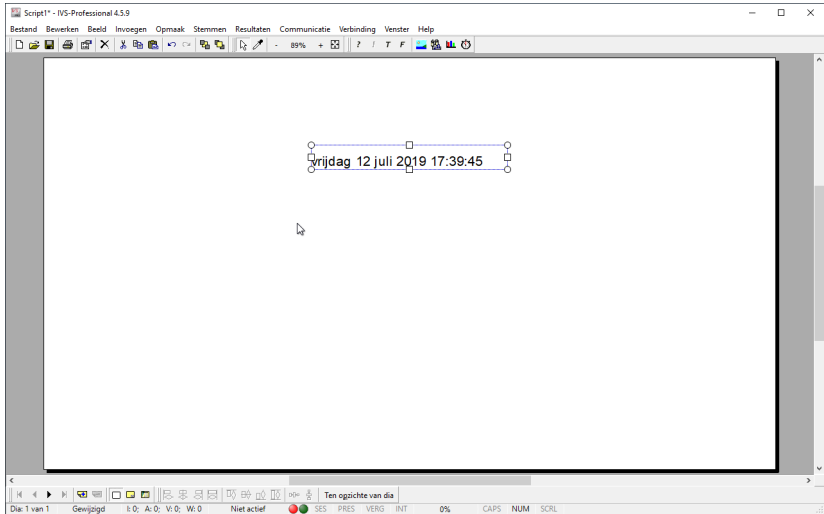 Script1* - IVS-Professional 4.5.9
Bestand Bewerken Beeld Invoegen Opmaak Stemmen Resultaten Communicatie Verbinding Venster Help
- 89% + ? ! T F
vrijdag 12 juli 2019 17:39:45
Ten opzichte van dia
Dia: 1 van 1 Gewijzigd I: 0; A: 0; V: 0; W: 0 Niet actief SES PRES VERG INT 0% CAPS NUM SCRL